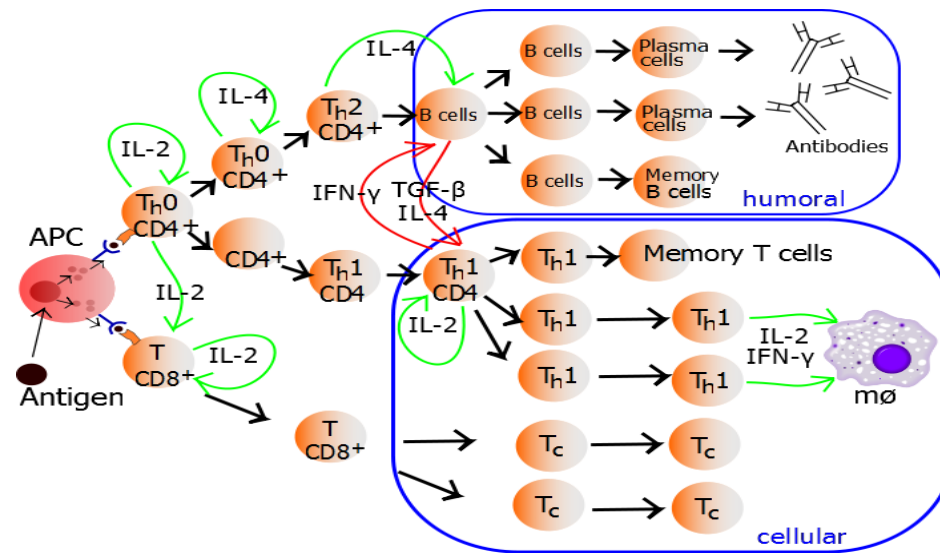 IL-4
B cells
Plasma
cells
IL-4
Th2
CD4+
B cells
B cells
Plasma
cells
Antibodies
IL-2
Th0
CD4+
IFN-γ
TGF-β
IL-4
B cells
Memory
B cells
humoral
Th0
CD4+
APC
CD4+
Th1
CD4
Th1
CD4
Th1
Memory T cells
IL-2
IL-2
Th1
Th1
IL-2
IFN-γ
T
CD8+
IL-2
Th1
Th1
mø
Antigen
T
CD8+
Tc
Tc
Tc
Tc
cellular